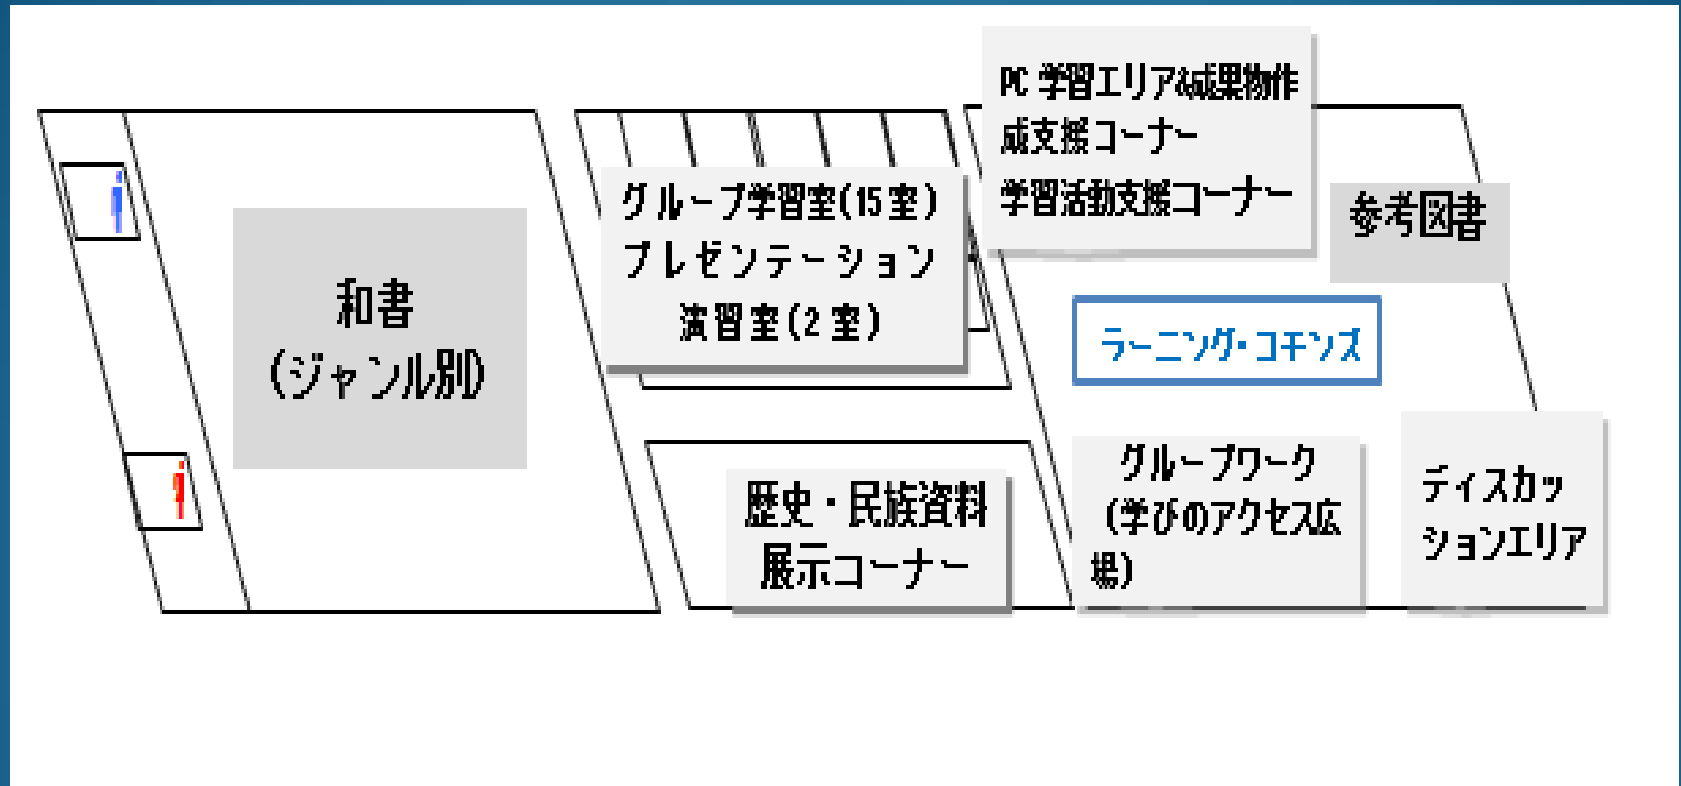 PC 学習エリア&成果物作
成支援コーナー
学習活動支援コーナー
グループ学習室(15室)
プレゼンテーション
演習室(2室)
参考図書
和書
(ジャンル別)
ラーニング・コモンズ
グループワーク
(学びのアクセス広
場)
ディスカッ
ションエリア
歴史・民族資料
展示コーナー